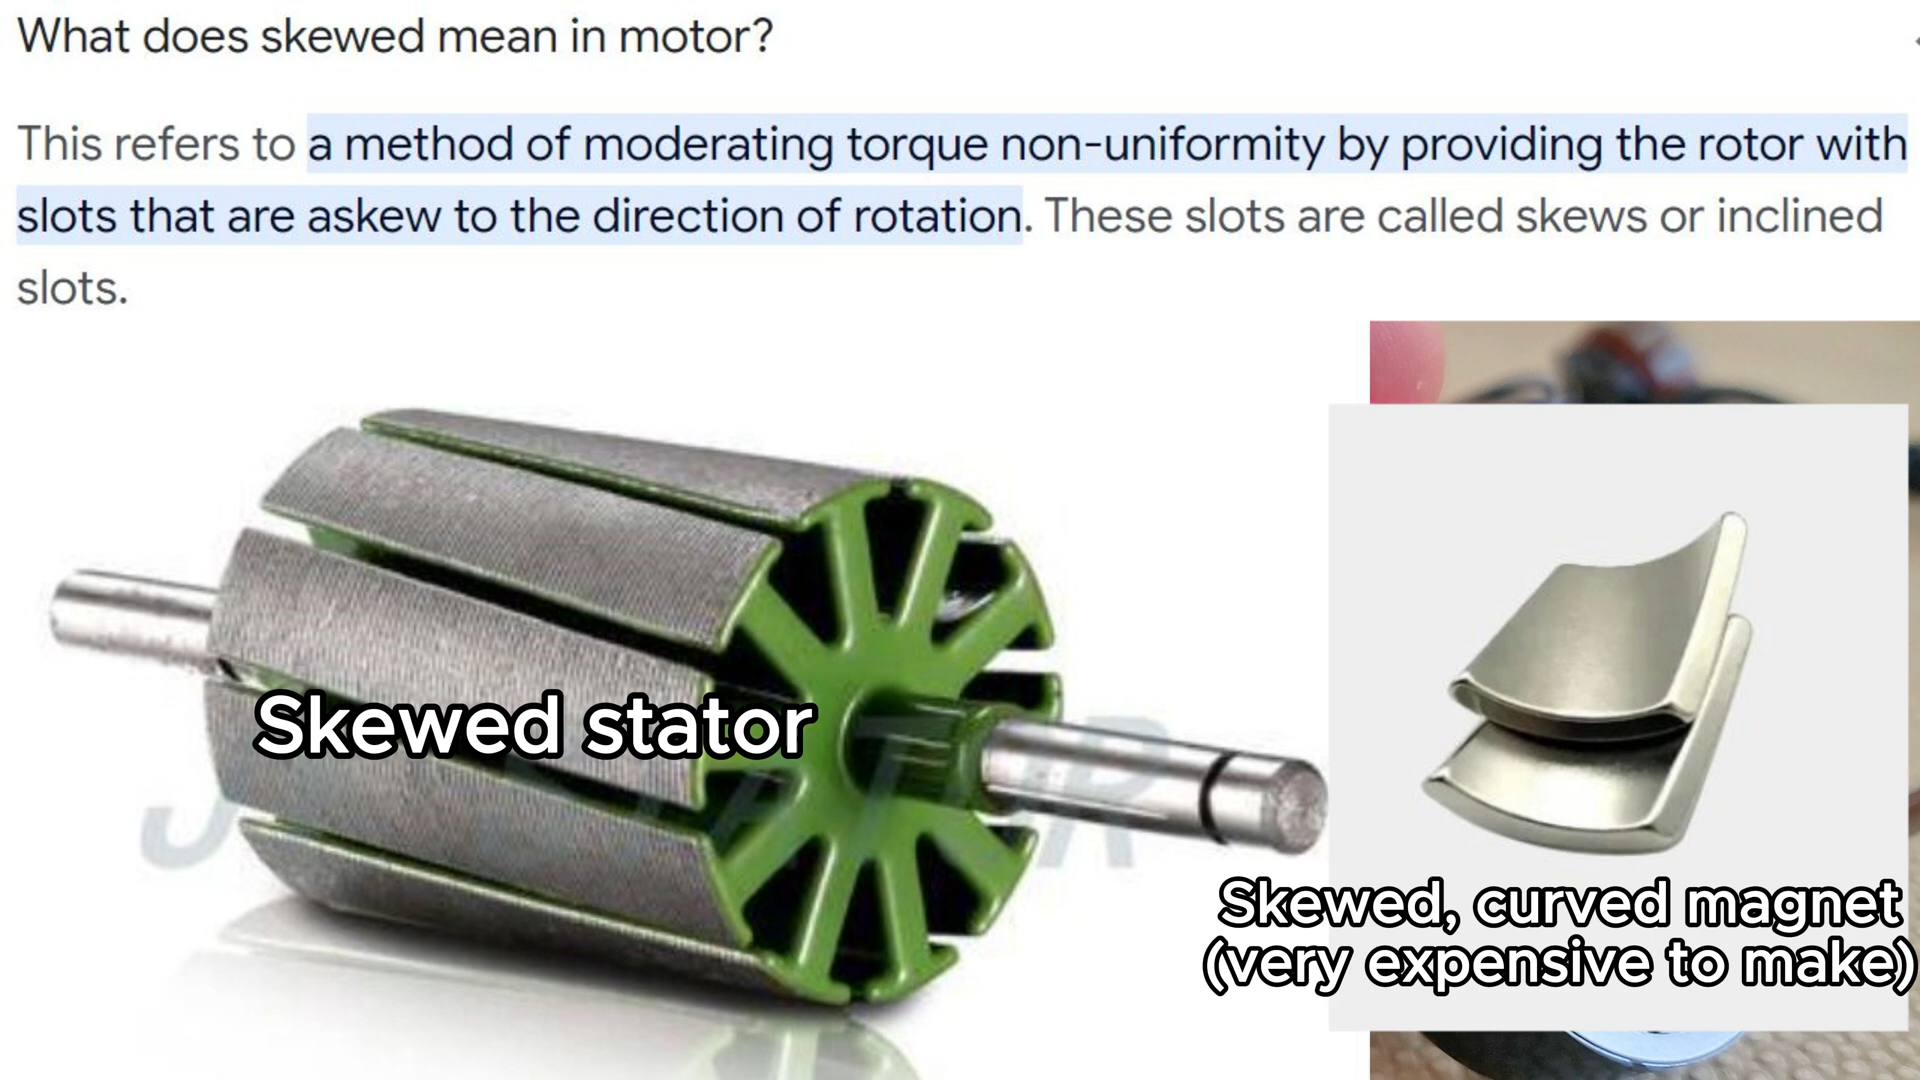 What does skewed mean in motor?
This refers to a method of moderating torque non-uniformity by providing the rotor with
slots that are askew to the direction of rotation. These slots are called skews or inclined
slots.
Skewed stator
Skewed, curved magnet
(very expensive to make)